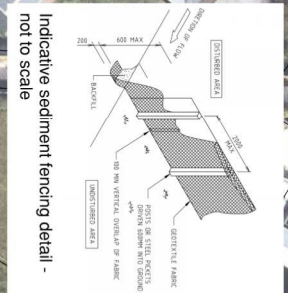 DIRECTION OF FLOW
DISTURBED AREA
2000
MAX
600 MAX
200
BACKFILL
GEOTEXTILE FABRIC
POSTS OR STEEL PICKETS
DRIVEN 600MM INTO GROUND
100 MIN VERTICAL OVERLAP OF FABRIC
UNDISTURBED AREA
Indicative sediment fencing detail -
not to scale